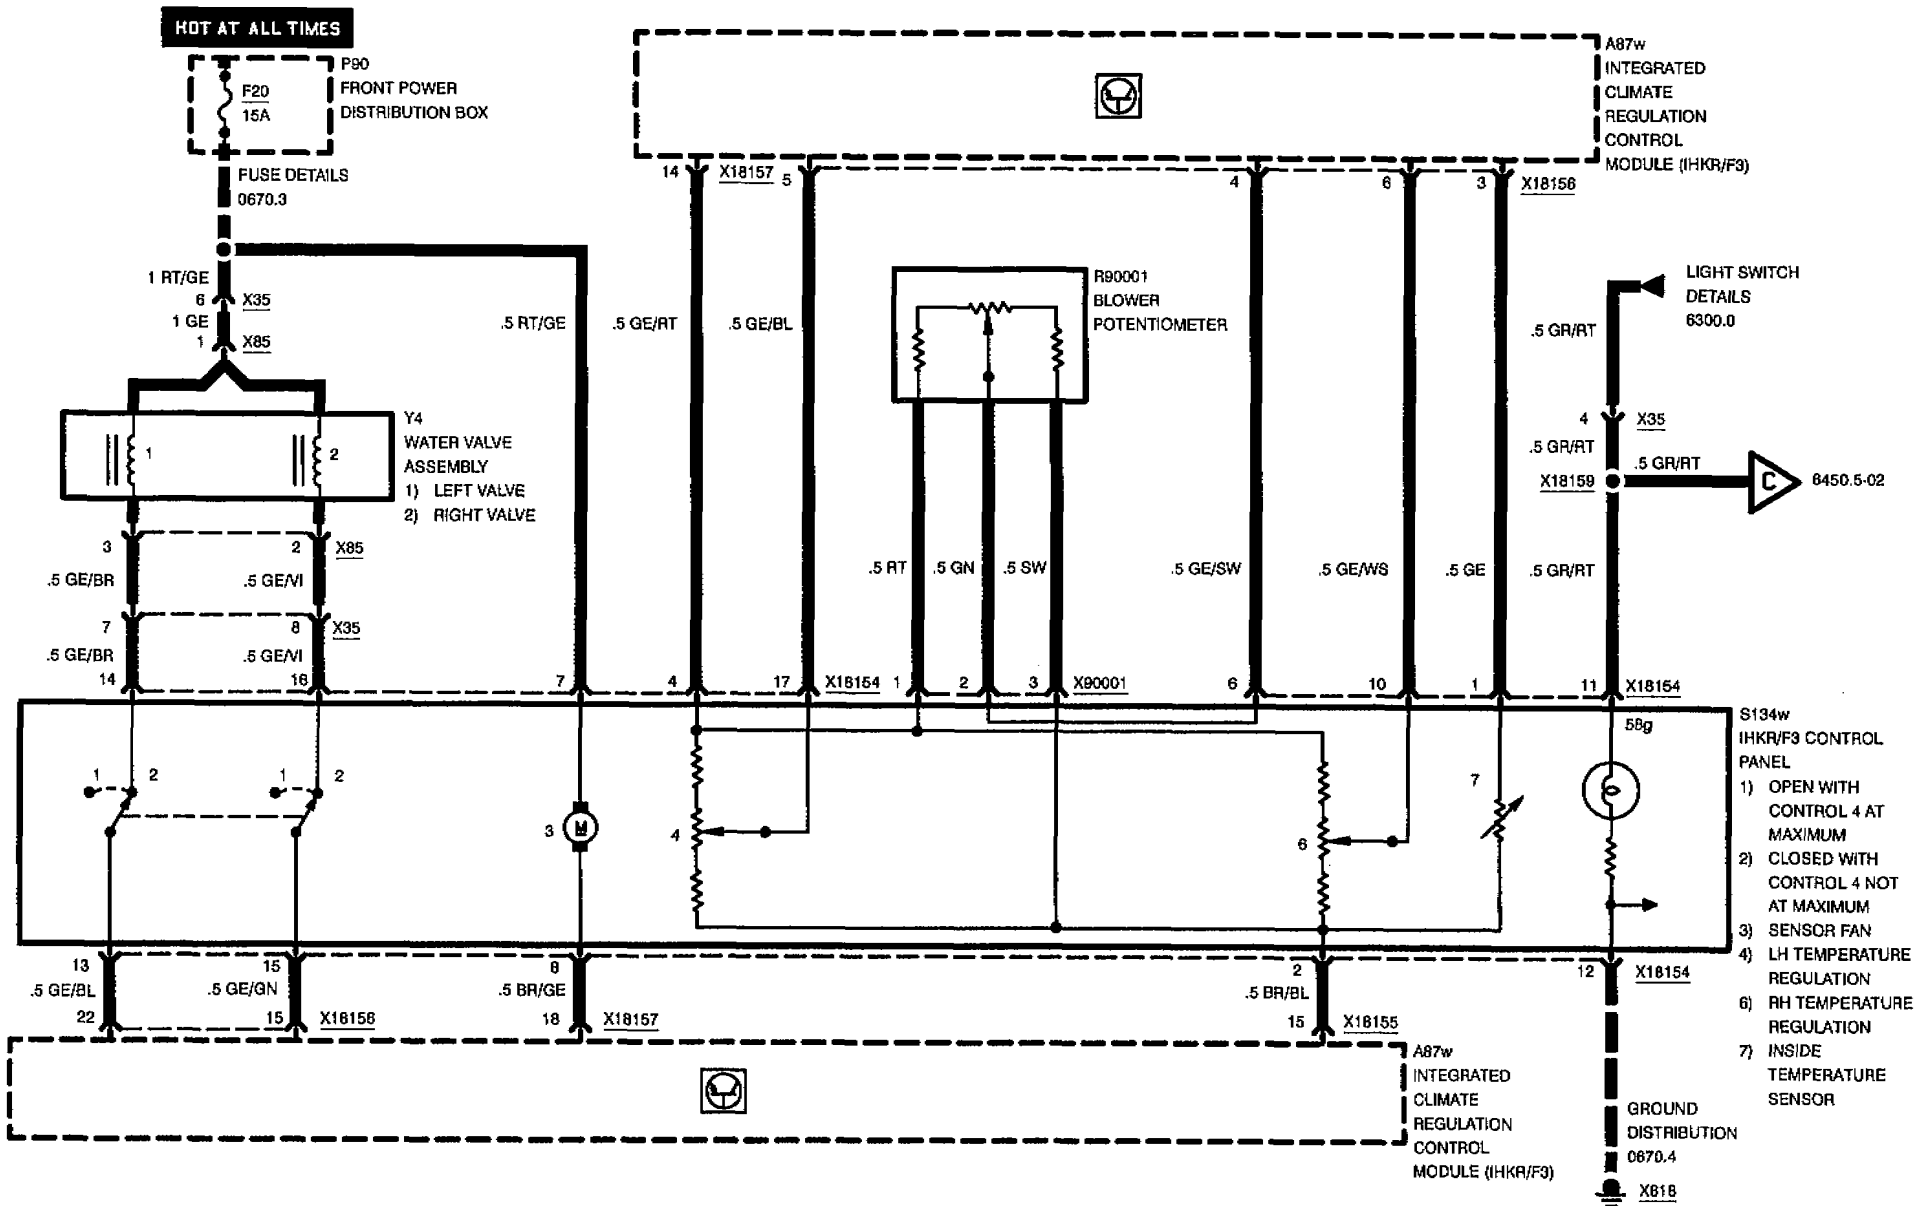 HOT AT ALL TIMES
P90
FRONT POWER
DISTRIBUTION BOX
F20
15A
FUSE DETAILS
0670.3
1 RT/GE
6 X35
1 GE
1 X85
.5 RT/GE
Y4
WATER VALVE
ASSEMBLY
1) LEFT VALVE
2) RIGHT VALVE
1
2
3
2 X85
.5 GE/BR
.5 GE/VI
7
8 X35
.5 GE/BR
.5 GE/VI
14
16
7
A87w
INTEGRATED
CLIMATE
REGULATION
CONTROL
MODULE (IHKR/F3)
14 X18157 5
4
6
3 X18156
.5 GE/RT
.5 GE/BL
R90001
BLOWER
POTENTIOMETER
.5 RT
.5 GN
.5 SW
.5 GE/SW
.5 GE/WS
.5 GE
LIGHT SWITCH
DETAILS
6300.0
.5 GR/RT
4 X35
.5 GR/RT
.5 GR/RT
X18159
C
6450.5-02
.5 GR/RT
4
17 X18154
1
2
3 X90001
6
10
1
11 X18154
58g
1
2
1
2
3
M
4
6
7
S134w
IHKR/F3 CONTROL
PANEL
1) OPEN WITH
CONTROL 4 AT
MAXIMUM
2) CLOSED WITH
CONTROL 4 NOT
AT MAXIMUM
3) SENSOR FAN
4) LH TEMPERATURE
REGULATION
6) RH TEMPERATURE
REGULATION
7) INSIDE
TEMPERATURE
SENSOR
13
15
8
2
12 X18154
.5 GE/BL
.5 GE/GN
.5 BR/GE
.5 BR/BL
22
15 X18156
18 X18157
15 X18155
A87w
INTEGRATED
CLIMATE
REGULATION
CONTROL
MODULE (IHKR/F3)
GROUND
DISTRIBUTION
0670.4
X616